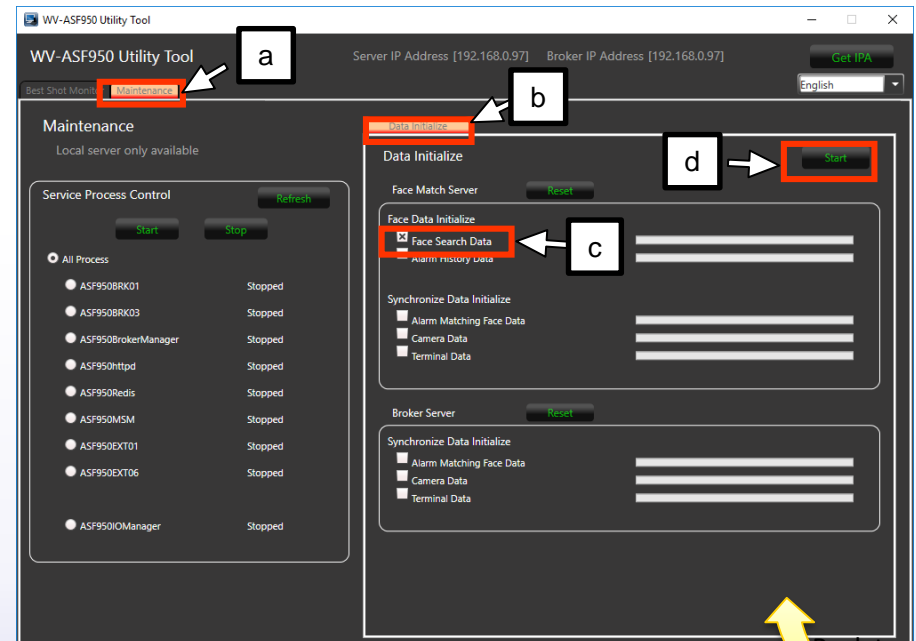 WV-ASF950 Utility Tool
WV-ASF950 Utility Tool
Server IP Address [192.168.0.97] Broker IP Address [192.168.0.97]
Get IPA
English
a
Best Shot Monitor
Maintenance
b
Maintenance
Local server only available
Data Initialize
Data Initialize
d
Start
Service Process Control
Refresh
Start
Stop
All Process
ASF950BRK01 Stopped
ASF950BRK03 Stopped
ASF950BrokerManager Stopped
ASF950httpd Stopped
ASF950Redis Stopped
ASF950MSM Stopped
ASF950EXT01 Stopped
ASF950EXT06 Stopped
ASF950IOManager Stopped
Face Match Server
Reset
Face Data Initialize
Face Search Data
c
Alarm History Data
Synchronize Data Initialize
Alarm Matching Face Data
Camera Data
Terminal Data
Broker Server
Reset
Synchronize Data Initialize
Alarm Matching Face Data
Camera Data
Terminal Data